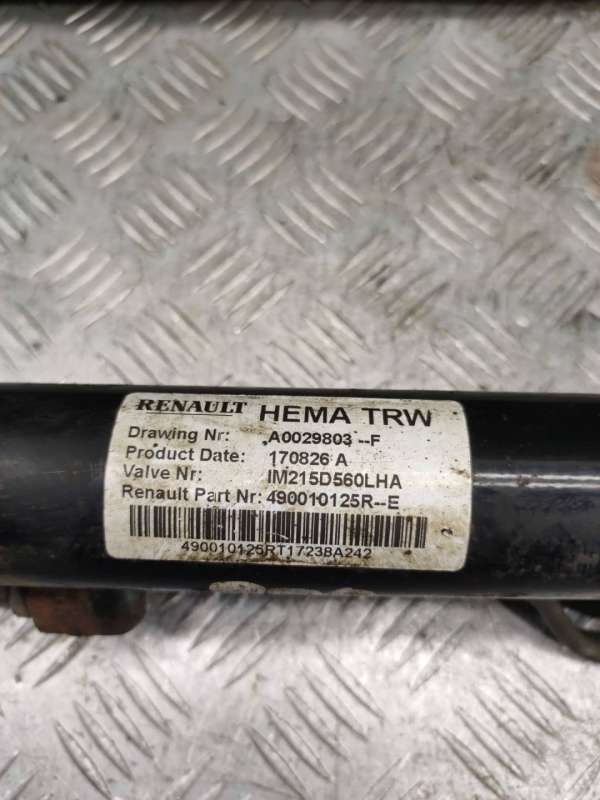 RENAULT HEMA TRW
Drawing Nr: A0029803 --F
Product Date: 170826 A
Valve Nr: IM215D560LHA
Renault Part Nr: 490010125R--E
490010125RT17238A242